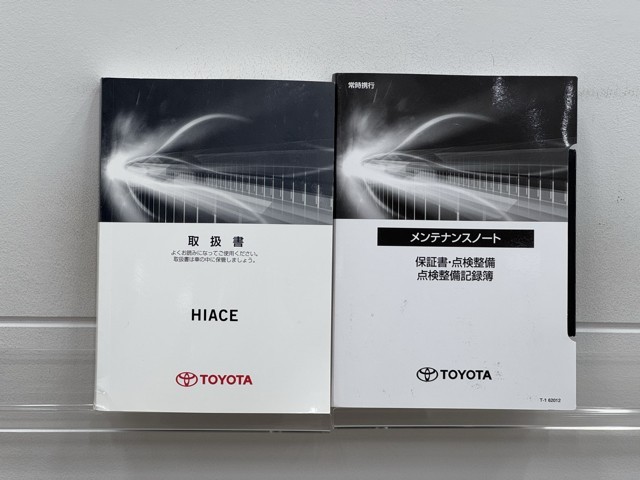 取扱書
よくお読みになってご使用ください。
取扱書は車の中に保管しましょう。
HIACE
TOYOTA
常時携行
メンテナンスノート
保証書・点検整備
点検整備記録簿
TOYOTA